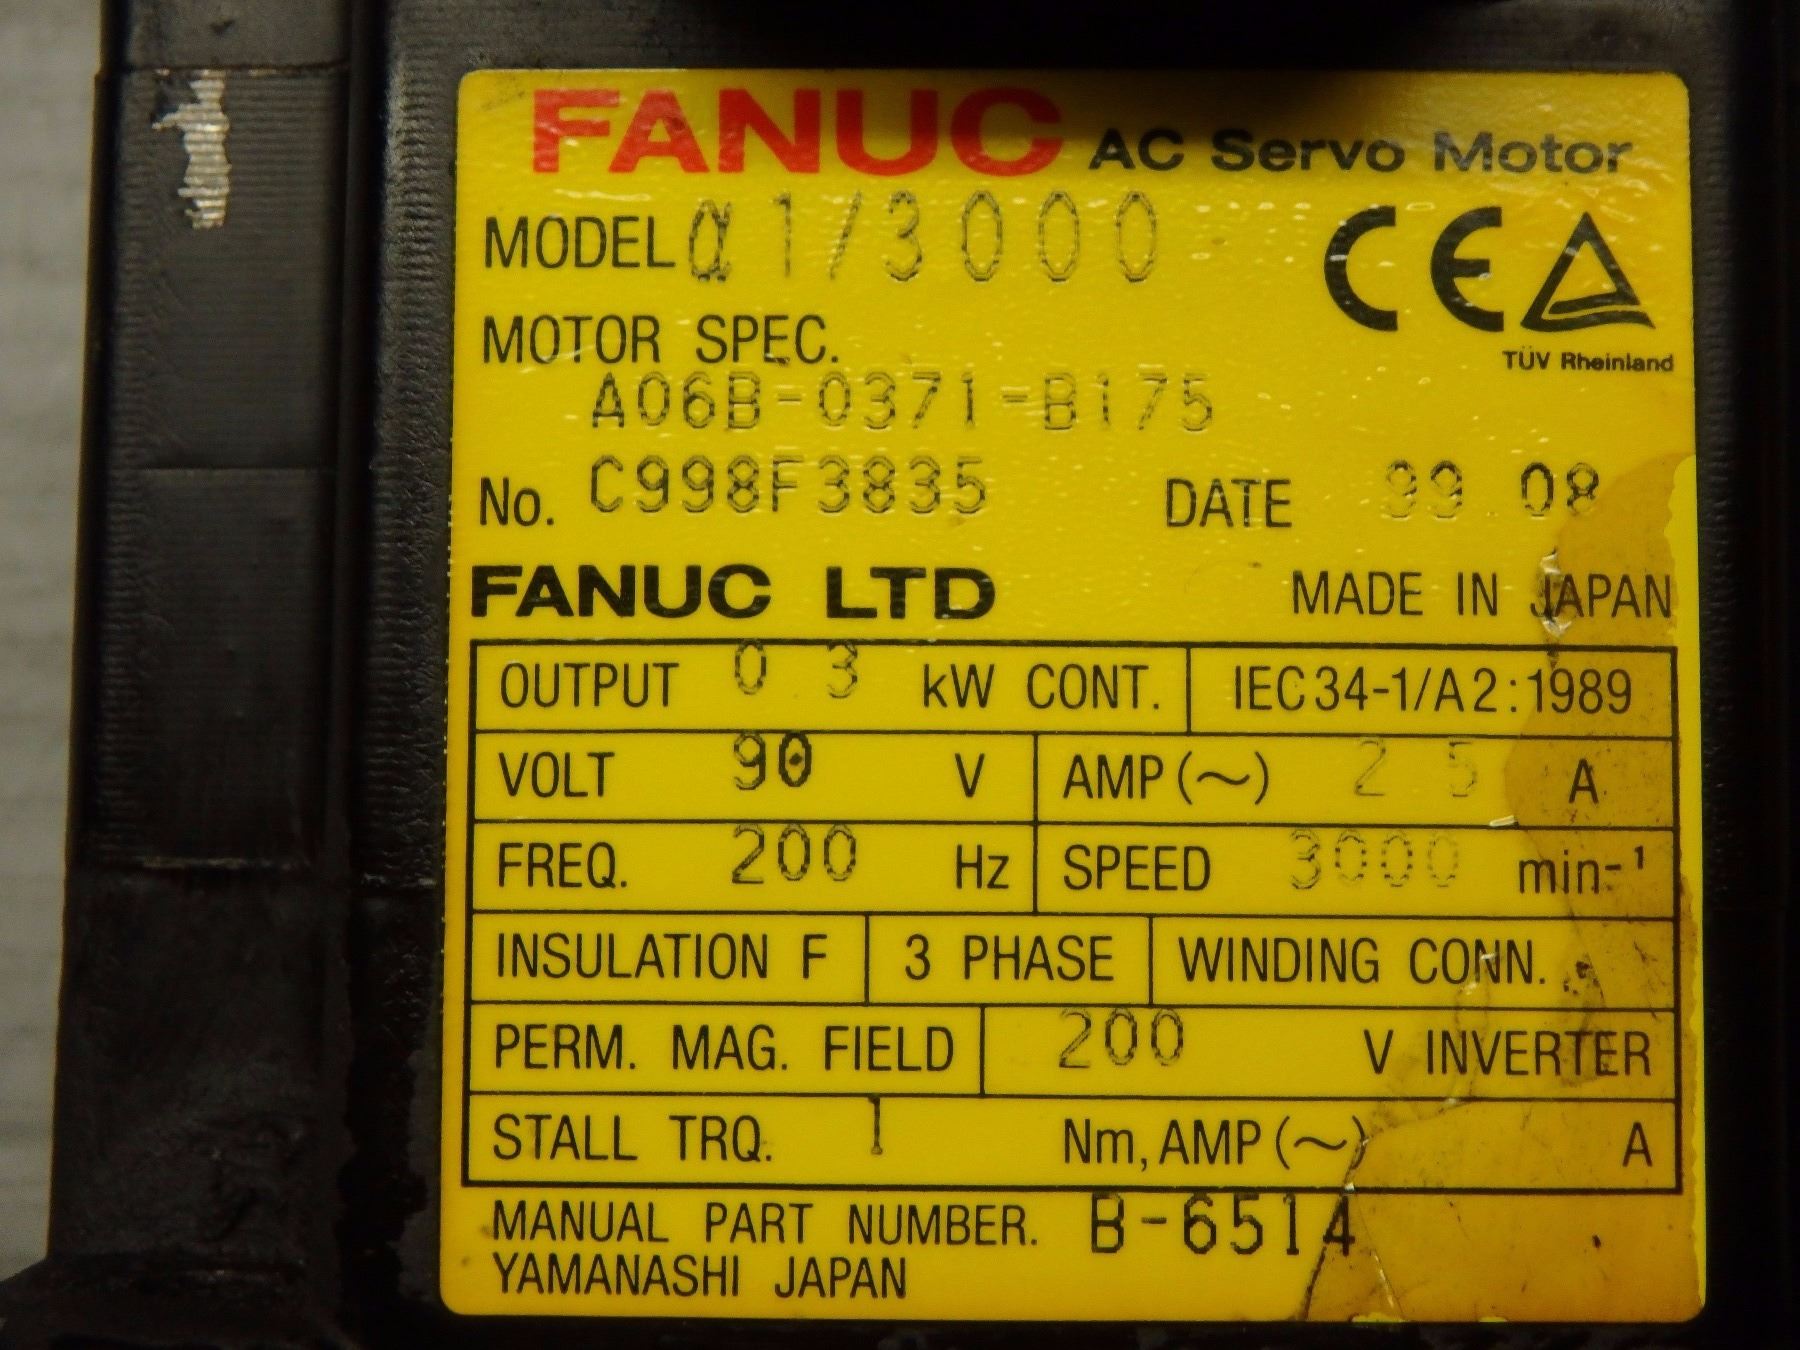 FANUC AC Servo Motor
MODEL α1/3000
CE
TÜV Rheinland
MOTOR SPEC.
A06B-0371-B175
No. C998F3835 DATE 99.08
FANUC LTD MADE IN JAPAN
OUTPUT 0 3 kW CONT. IEC34-1/A2:1989
VOLT 90 V AMP(~) 2 5 A
FREQ. 200 Hz SPEED 3000 min-¹
INSULATION F 3 PHASE WINDING CONN.
PERM. MAG. FIELD 200 V INVERTER
STALL TRQ. 1 Nm, AMP(~) A
MANUAL PART NUMBER. B-6514
YAMANASHI JAPAN